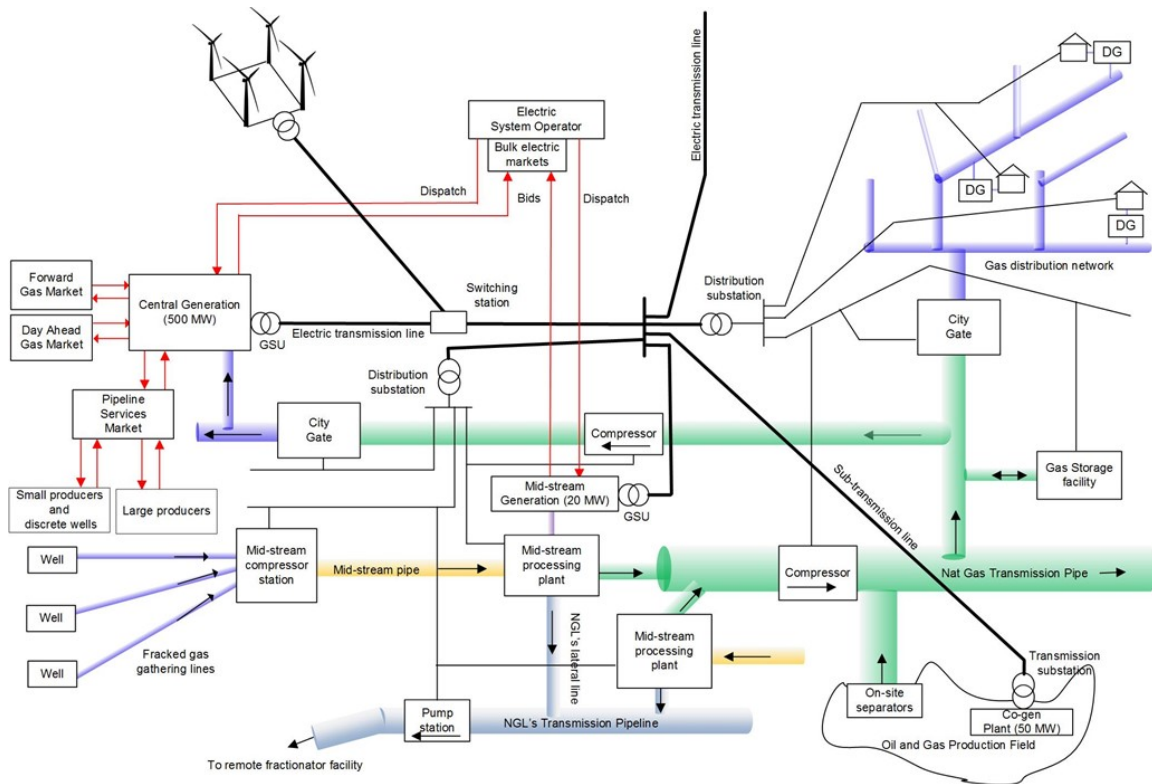 DG
Electric
System Operator
Bulk electric
markets
Electric transmission line
Dispatch
Bids
Dispatch
DG
DG
Gas distribution network
Forward
Gas Market
Central Generation
(500 MW)
Switching
station
Distribution
substation
Day Ahead
Gas Market
GSU
Electric transmission line
City
Gate
Distribution
substation
Pipeline
Services
Market
City
Gate
Compressor
Sub-transmission line
Gas Storage
facility
Mid-stream
Generation (20 MW)
GSU
Small producers
and
discrete wells
Large producers
Well
Mid-stream
compressor
station
Mid-stream pipe
Mid-stream
processing
plant
Compressor
Nat Gas Transmission Pipe
Well
Fracked gas
gathering lines
NGL's lateral line
Mid-stream
processing
plant
Well
Transmission
substation
On-site
separators
Pump
station
NGL's Transmission Pipeline
Co-gen
Plant (50 MW)
Oil and Gas Production Field
To remote fractionator facility